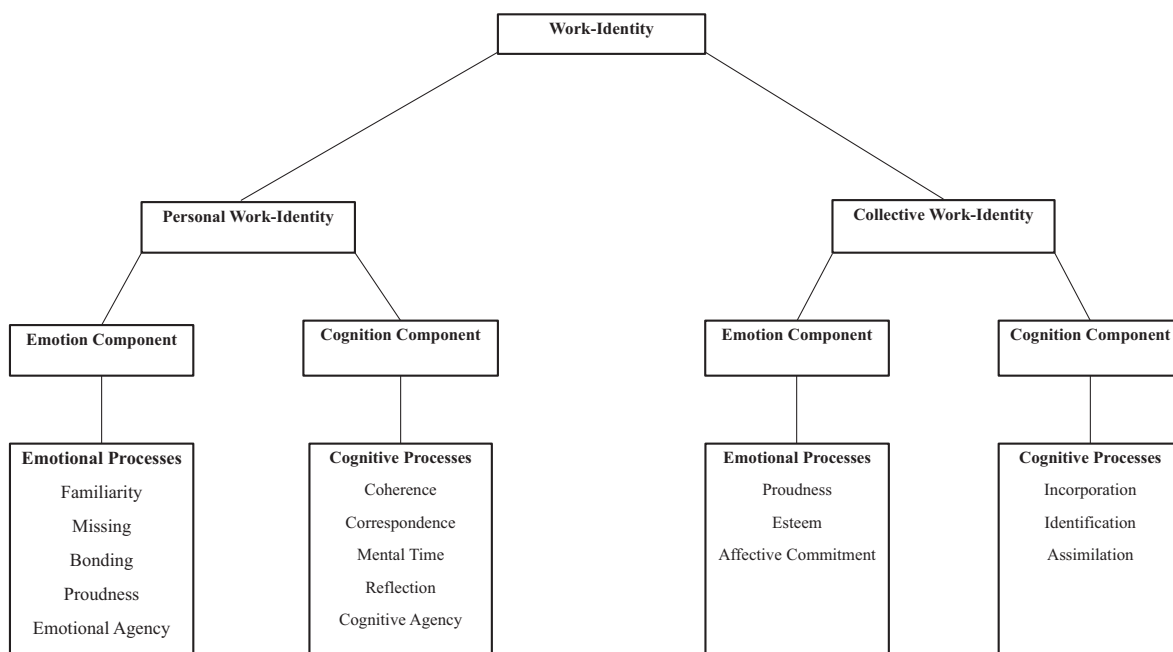 Work-Identity
Personal Work-Identity
Collective Work-Identity
Emotion Component
Cognition Component
Emotion Component
Cognition Component
Emotional Processes
Familiarity
Missing
Bonding
Proudness
Emotional Agency
Cognitive Processes
Coherence
Correspondence
Mental Time
Reflection
Cognitive Agency
Emotional Processes
Proudness
Esteem
Affective Commitment
Cognitive Processes
Incorporation
Identification
Assimilation